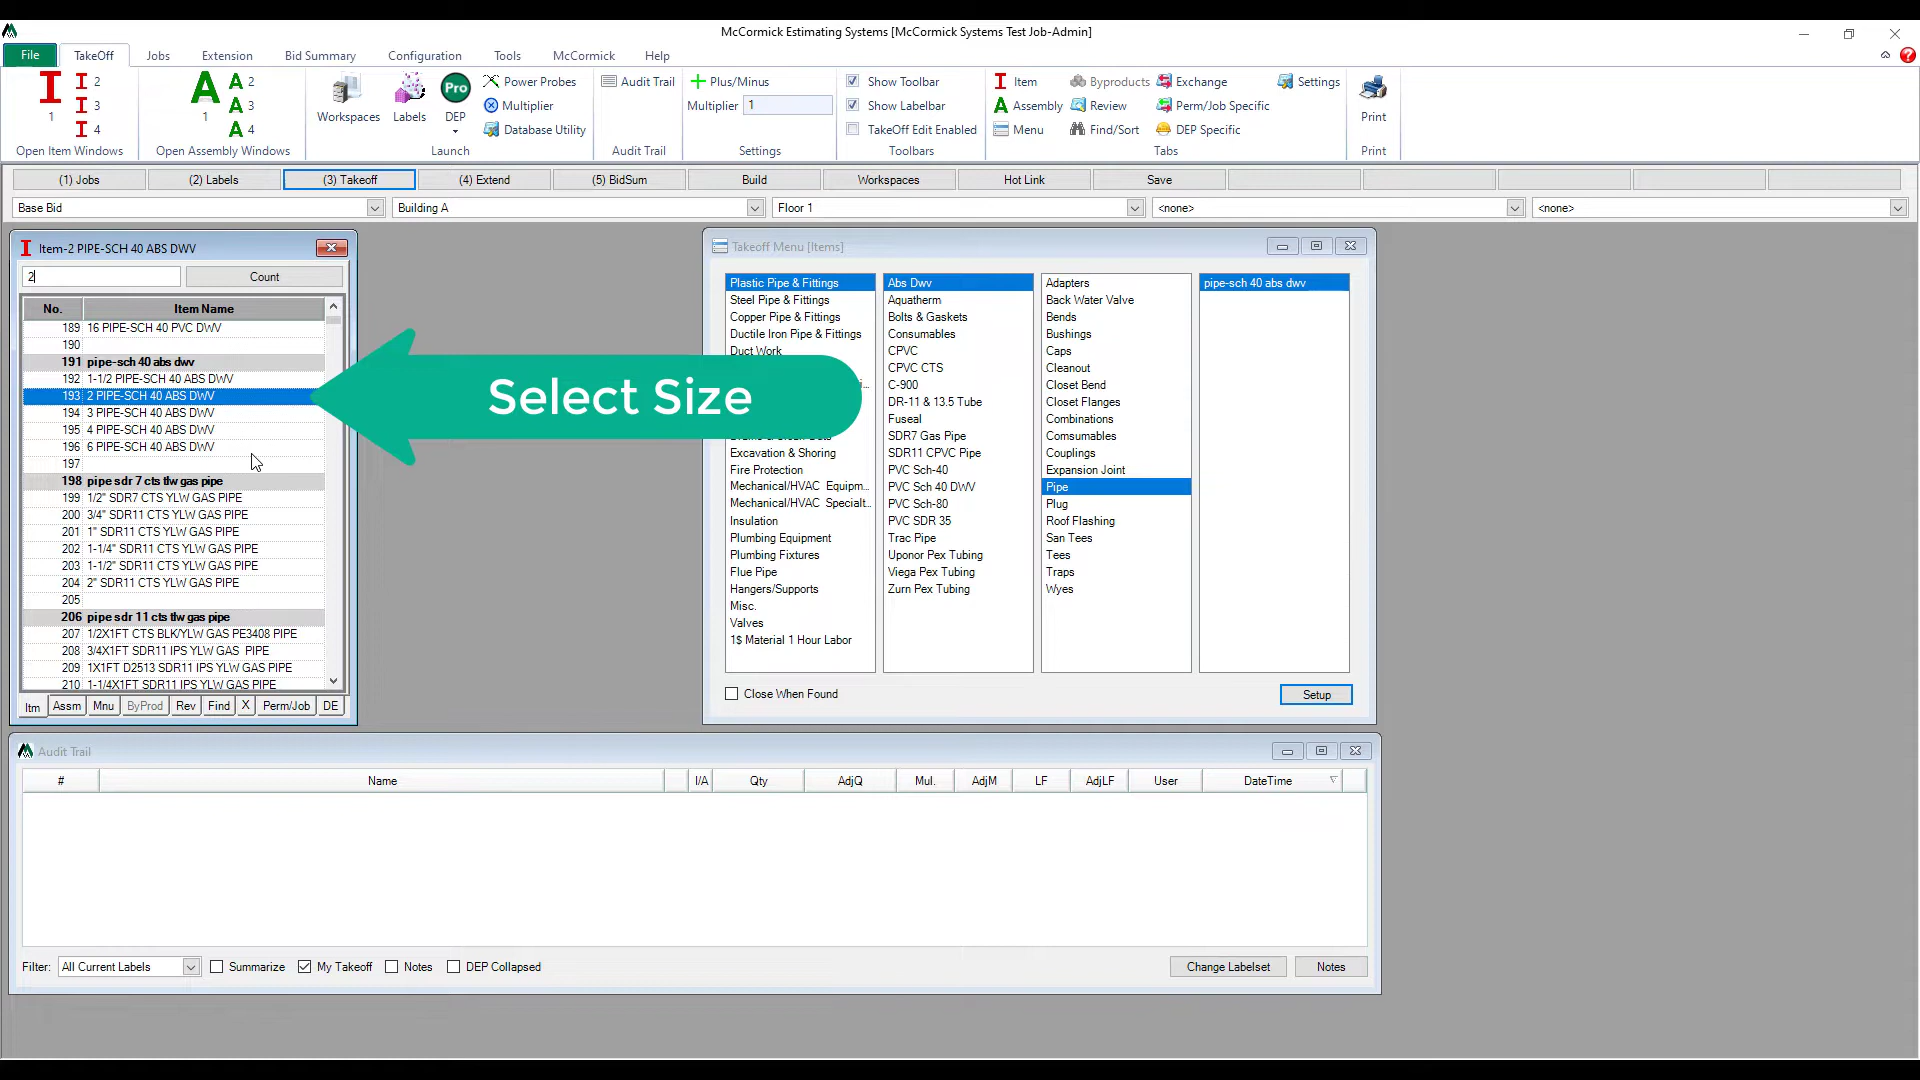 McCormick Estimating Systems [McCormick Systems Test Job-Admin]
File TakeOff Jobs Extension Bid Summary Configuration Tools McCormick Help
I 1 I 2 I 3 I 4
Open Item Windows
A 1 A 2 A 3 A 4
Open Assembly Windows
Workspaces Labels Pro DEP
Power Probes
Multiplier
Database Utility
Launch
Audit Trail
Audit Trail
Plus/Minus
Multiplier 1
Settings
Show Toolbar
Show Labelbar
TakeOff Edit Enabled
Toolbars
Item Byproducts Exchange Settings
Assembly Review Perm/Job Specific
Menu Find/Sort DEP Specific
Tabs
Print
Print
(1) Jobs (2) Labels (3) Takeoff (4) Extend (5) BidSum Build Workspaces Hot Link Save
Base Bid Building A Floor 1 <none> <none>
Item-2 PIPE-SCH 40 ABS DWV
2 Count
No. Item Name
189 16 PIPE-SCH 40 PVC DWV
190
191 pipe-sch 40 abs dwv
192 1-1/2 PIPE-SCH 40 ABS DWV
193 2 PIPE-SCH 40 ABS DWV
194 3 PIPE-SCH 40 ABS DWV
195 4 PIPE-SCH 40 ABS DWV
196 6 PIPE-SCH 40 ABS DWV
197
198 pipe sdr 7 cts tlw gas pipe
199 1/2" SDR7 CTS YLW GAS PIPE
200 3/4" SDR11 CTS YLW GAS PIPE
201 1" SDR11 CTS YLW GAS PIPE
202 1-1/4" SDR11 CTS YLW GAS PIPE
203 1-1/2" SDR11 CTS YLW GAS PIPE
204 2" SDR11 CTS YLW GAS PIPE
205
206 pipe sdr 11 cts tlw gas pipe
207 1/2X1FT CTS BLK/YLW GAS PE3408 PIPE
208 3/4X1FT SDR11 IPS YLW GAS PIPE
209 1X1FT D2513 SDR11 IPS YLW GAS PIPE
210 1-1/4X1FT SDR11 IPS YLW GAS PIPE
Itm Assm Mnu ByProd Rev Find X Perm/Job DE
Select Size
Takeoff Menu [Items]
Plastic Pipe & Fittings
Steel Pipe & Fittings
Copper Pipe & Fittings
Ductile Iron Pipe & Fittings
Duct Work
Excavation & Shoring
Fire Protection
Mechanical/HVAC Equipm...
Mechanical/HVAC Specialt...
Insulation
Plumbing Equipment
Plumbing Fixtures
Flue Pipe
Hangers/Supports
Misc.
Valves
1$ Material 1 Hour Labor
Abs Dwv
Aquatherm
Bolts & Gaskets
Consumables
CPVC
CPVC CTS
C-900
DR-11 & 13.5 Tube
Fuseal
SDR7 Gas Pipe
SDR11 CPVC Pipe
PVC Sch-40
PVC Sch 40 DWV
PVC Sch-80
PVC SDR 35
Trac Pipe
Uponor Pex Tubing
Viega Pex Tubing
Zurn Pex Tubing
Adapters
Back Water Valve
Bends
Bushings
Caps
Cleanout
Closet Bend
Closet Flanges
Combinations
Comsumables
Couplings
Expansion Joint
Pipe
Plug
Roof Flashing
San Tees
Tees
Traps
Wyes
pipe-sch 40 abs dwv
Close When Found Setup
Audit Trail
# Name I/A Qty AdjQ Mul. AdjM LF AdjLF User DateTime
Filter: All Current Labels Summarize My Takeoff Notes DEP Collapsed Change Labelset Notes